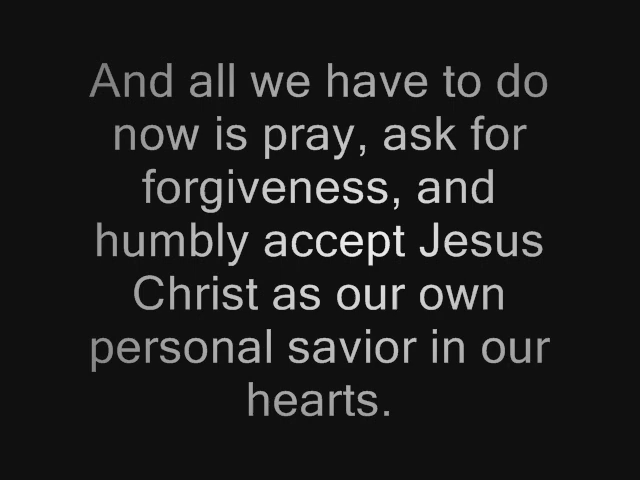 And all we have to do
now is pray, ask for
forgiveness, and
humbly accept Jesus
Christ as our own
personal savior in our
hearts.